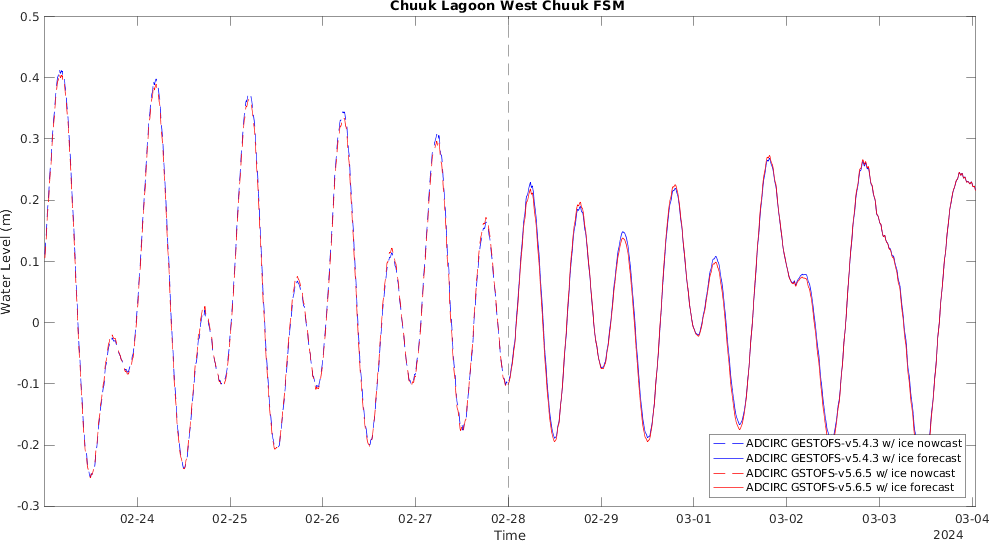 Chuuk Lagoon West Chuuk FSM
0.5
0.4
0.3
0.2
0.1
0
-0.1
-0.2
-0.3
Water Level (m)
ADCIRC GESTOFS-v5.4.3 w/ ice nowcast
ADCIRC GESTOFS-v5.4.3 w/ ice forecast
ADCIRC GSTOFS-v5.6.5 w/ ice nowcast
ADCIRC GSTOFS-v5.6.5 w/ ice forecast
02-24 02-25 02-26 02-27 02-28 02-29 03-01 03-02 03-03 03-04
Time
2024